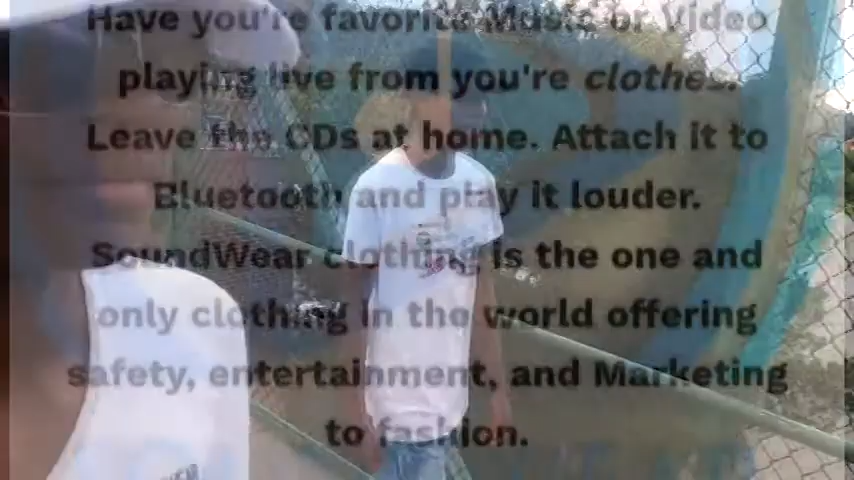 Have you're favorite Music or Video
playing live from you're clothes.
Leave the CDs at home. Attach it to
Bluetooth and play it louder.
SoundWear clothing is the one and
only clothing in the world offering
safety, entertainment, and Marketing
to fashion.